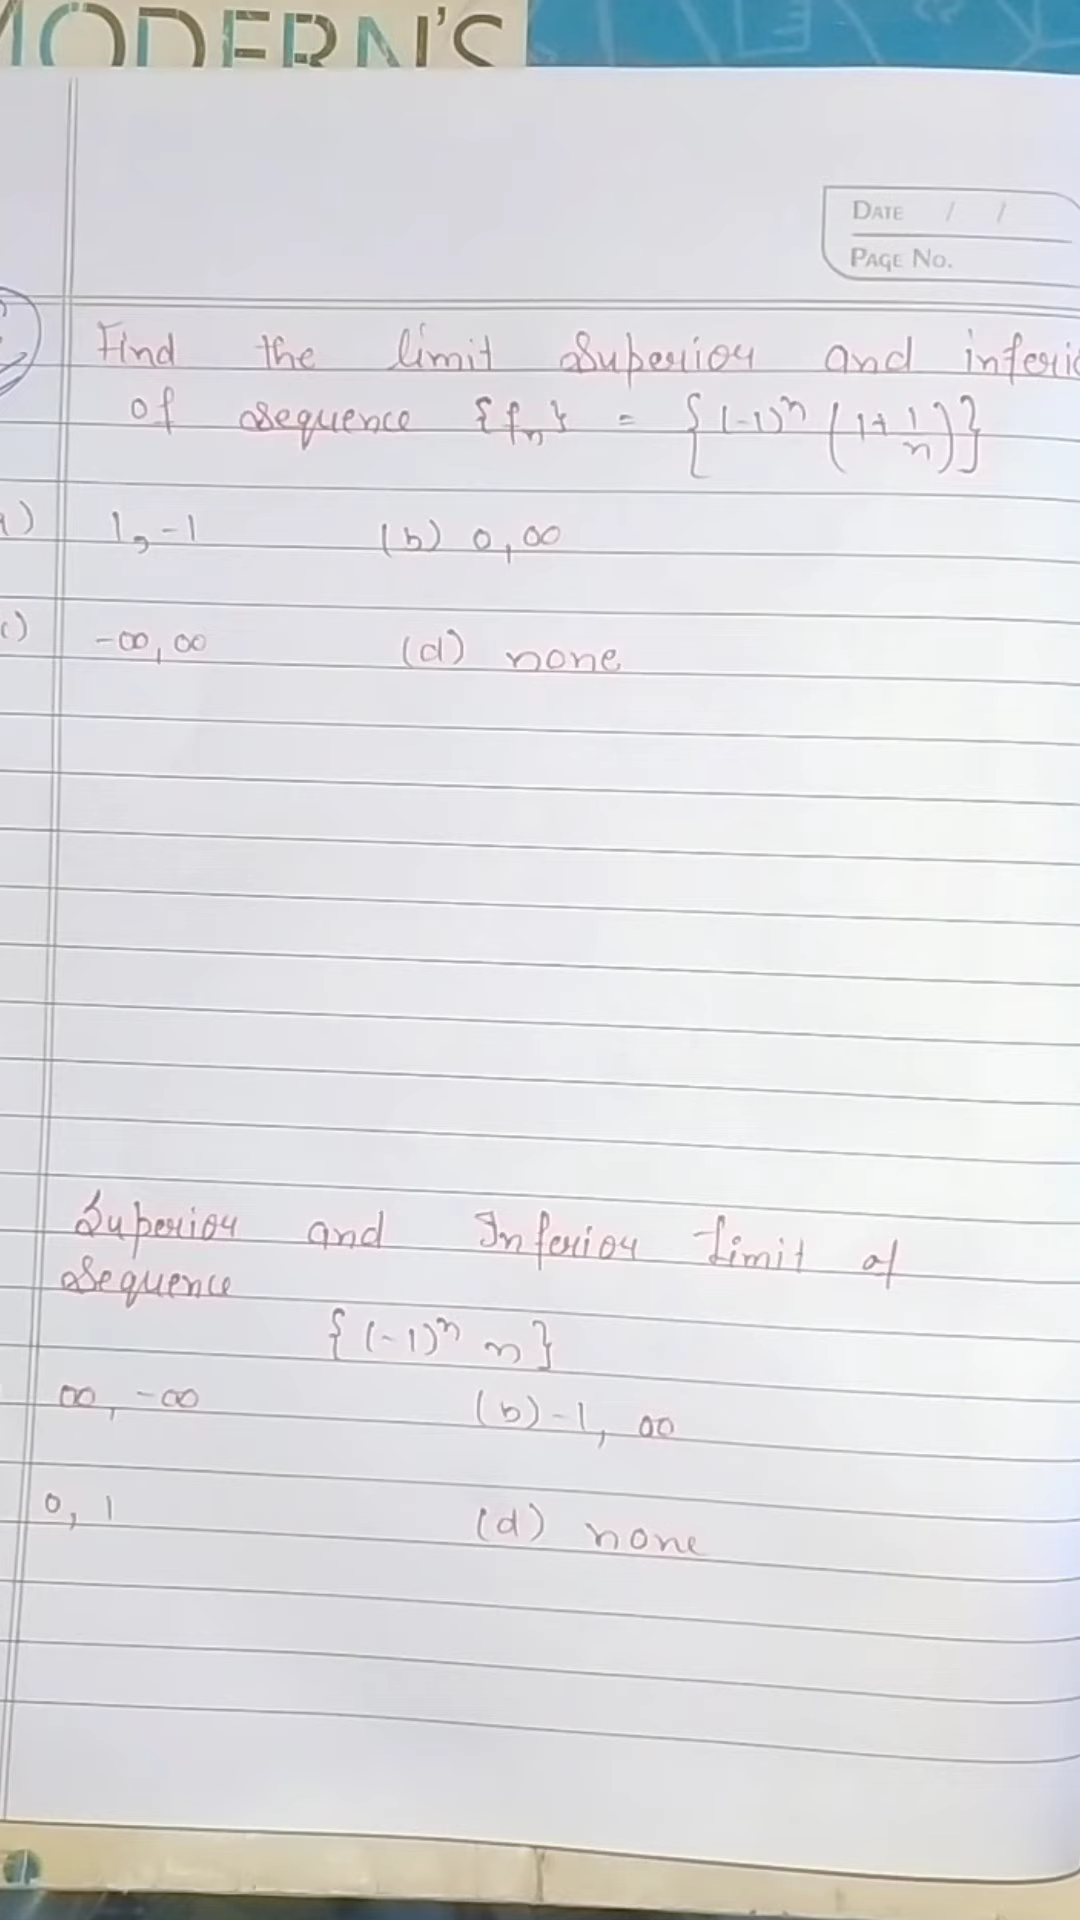 MODERN'S
DATE / /
PAGE NO.
Find the limit Superior and inferio
of sequence {fn} = {(-1)ⁿ (1+1/n)}
1, -1 (b) 0, ∞
c) -∞, ∞ (d) none
Superior and Inferior limit of
Sequence
{(-1)ⁿ n}
∞, -∞ (b) -1, ∞
0, 1 (d) none